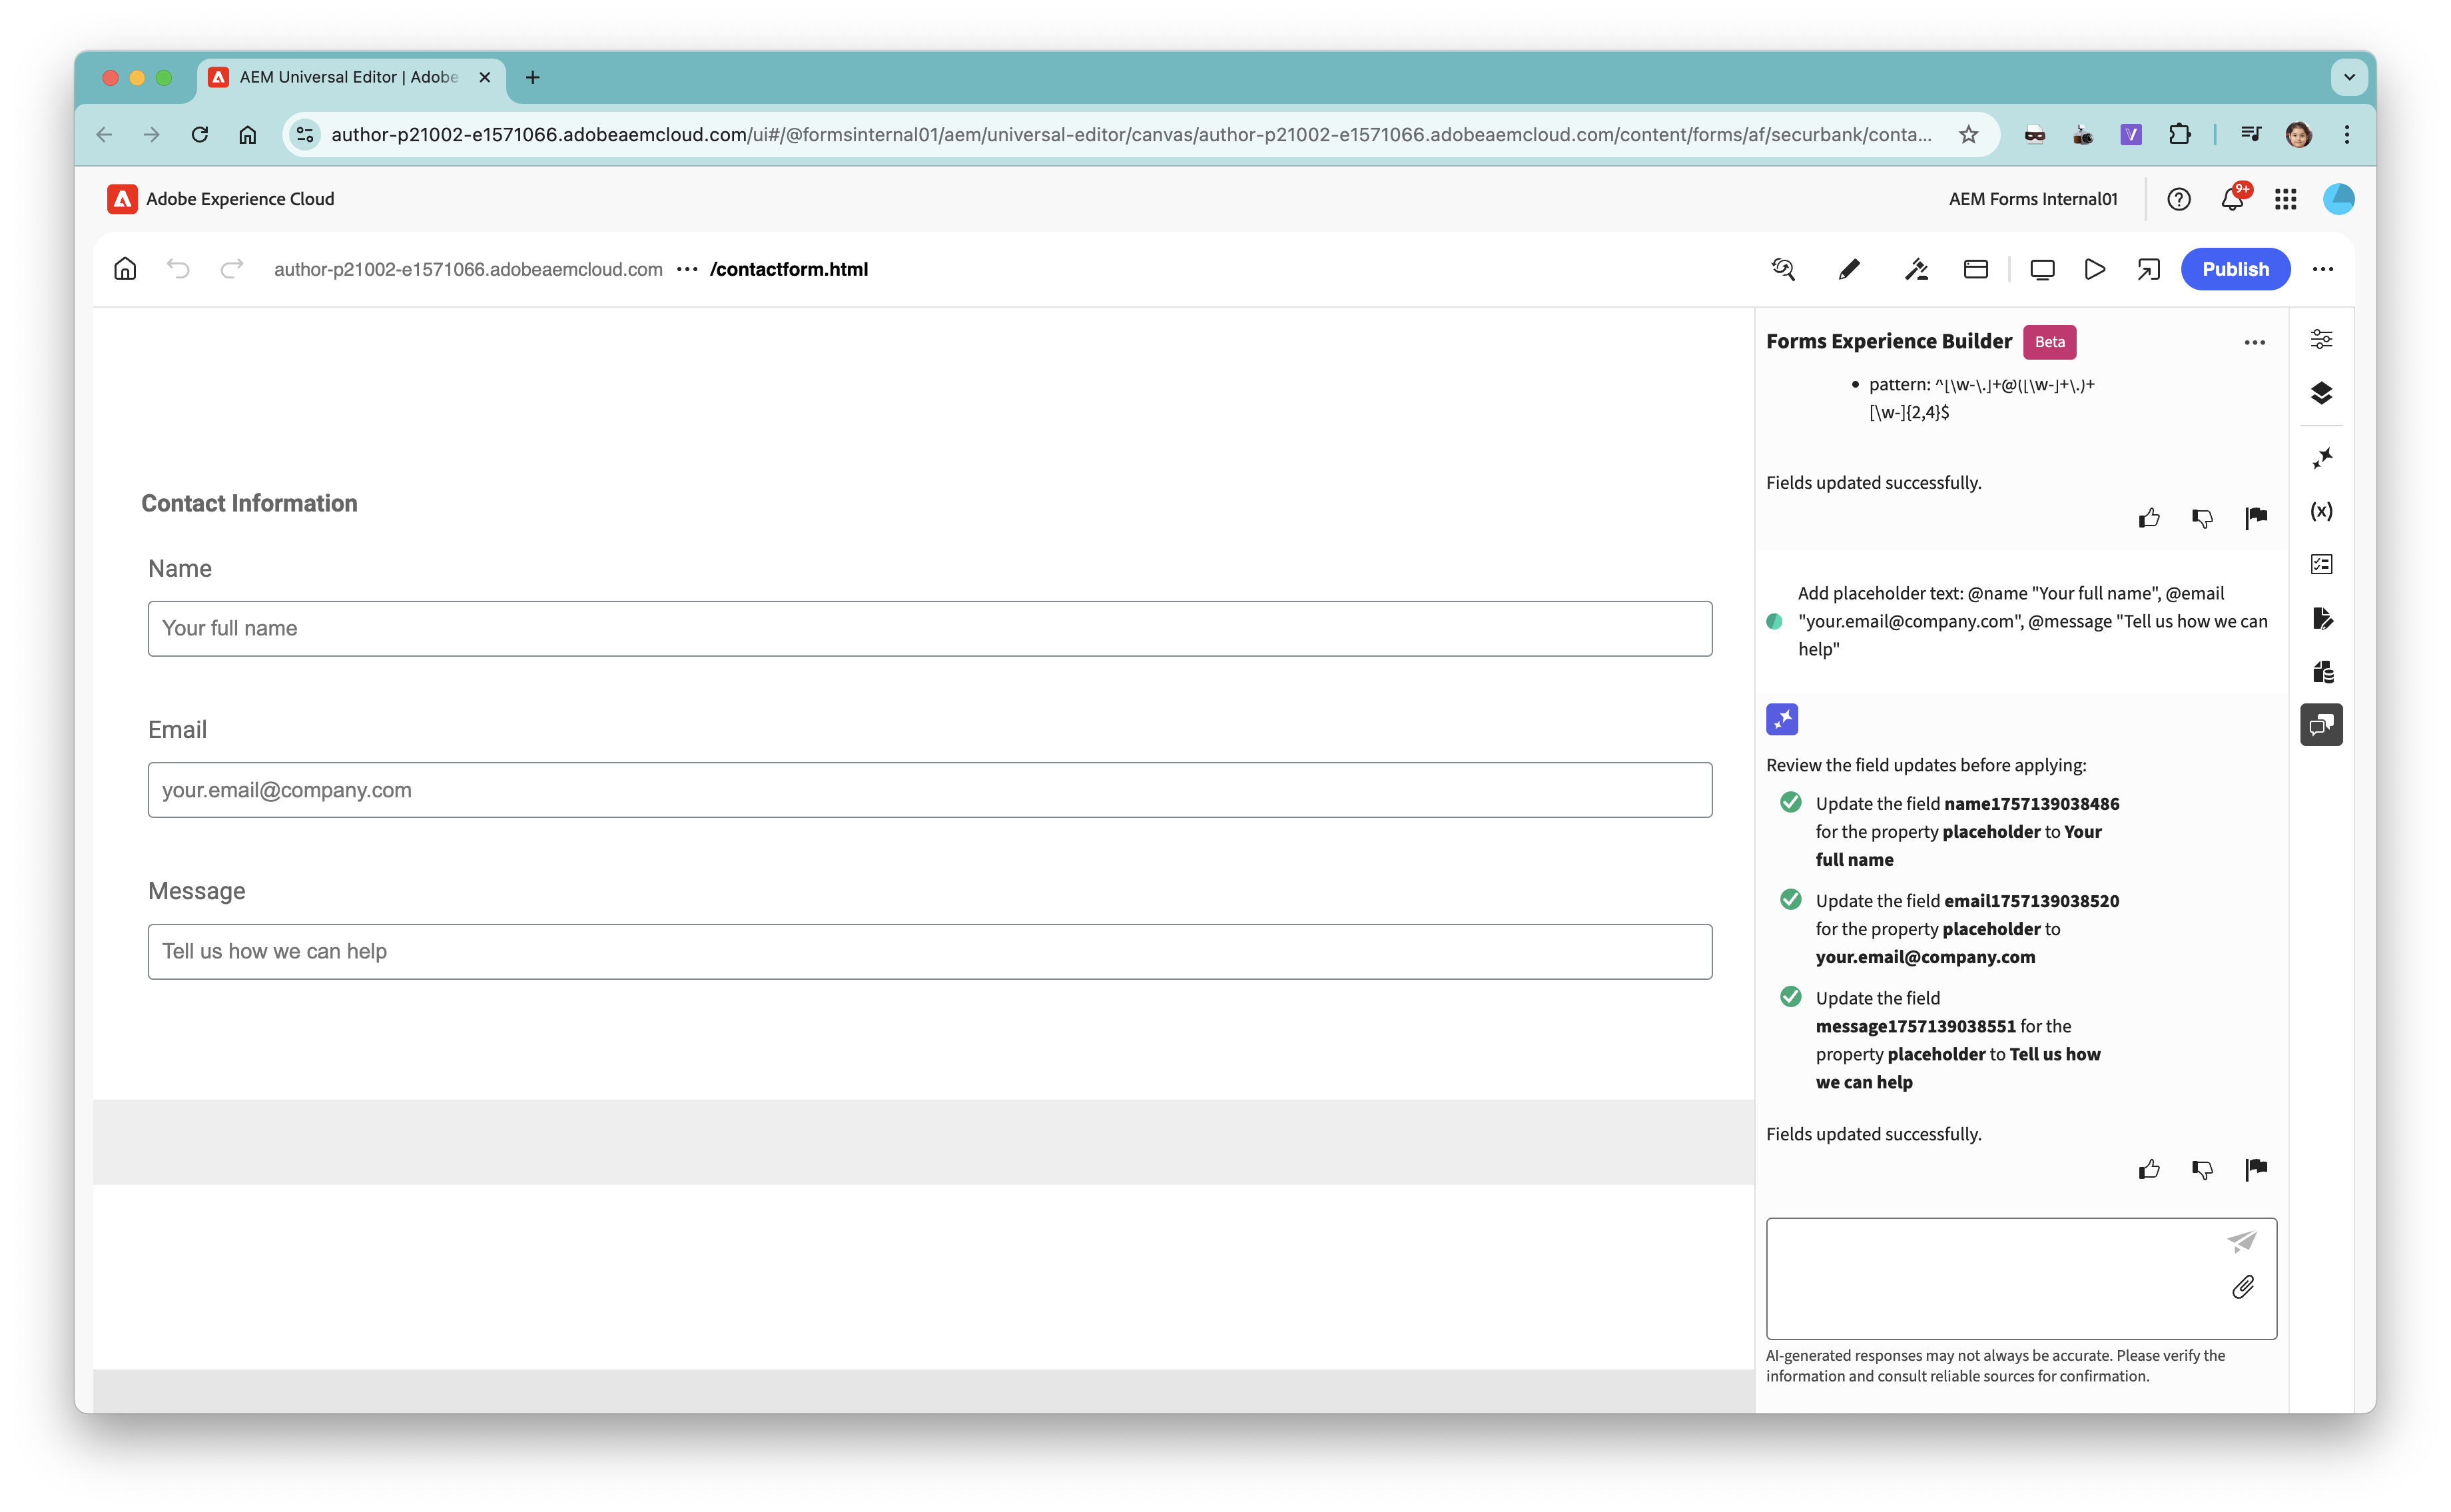 AEM Universal Editor | Adobe
author-p21002-e1571066.adobeaemcloud.com/ui#/@formsinternal01/aem/universal-editor/canvas/author-p21002-e1571066.adobeaemcloud.com/content/forms/af/securbank/conta...
Adobe Experience Cloud
AEM Forms Internal01
9+
author-p21002-e1571066.adobeaemcloud.com ••• /contactform.html
Publish
Contact Information
Name
Your full name
Email
your.email@company.com
Message
Tell us how we can help
Forms Experience Builder
Beta
• pattern: ^[\w-\.]+@([\w-]+\.)+
[\w-]{2,4}$
Fields updated successfully.
(x)
Add placeholder text: @name "Your full name", @email
"your.email@company.com", @message "Tell us how we can
help"
Review the field updates before applying:
Update the field name1757139038486
for the property placeholder to Your
full name
Update the field email1757139038520
for the property placeholder to
your.email@company.com
Update the field
message1757139038551 for the
property placeholder to Tell us how
we can help
Fields updated successfully.
AI-generated responses may not always be accurate. Please verify the
information and consult reliable sources for confirmation.